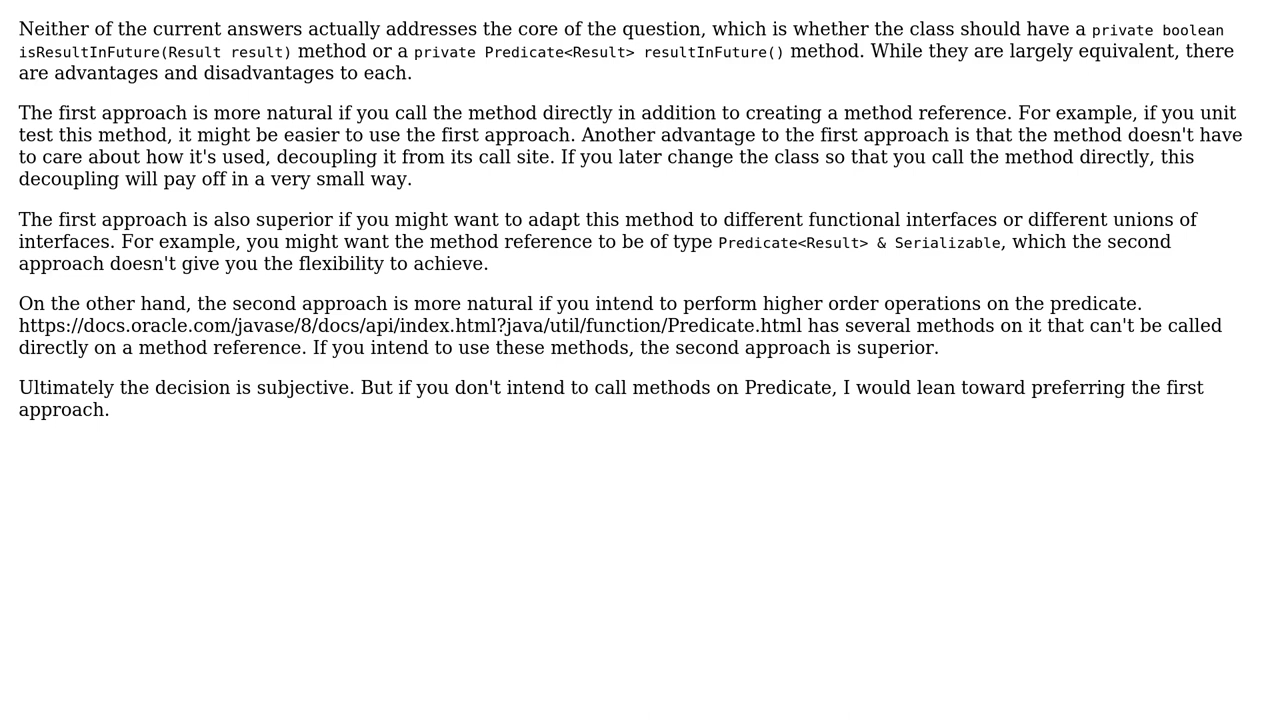 Neither of the current answers actually addresses the core of the question, which is whether the class should have a private boolean
isResultInFuture(Result result) method or a private Predicate<Result> resultInFuture() method. While they are largely equivalent, there
are advantages and disadvantages to each.
The first approach is more natural if you call the method directly in addition to creating a method reference. For example, if you unit
test this method, it might be easier to use the first approach. Another advantage to the first approach is that the method doesn't have
to care about how it's used, decoupling it from its call site. If you later change the class so that you call the method directly, this
decoupling will pay off in a very small way.
The first approach is also superior if you might want to adapt this method to different functional interfaces or different unions of
interfaces. For example, you might want the method reference to be of type Predicate<Result> & Serializable, which the second
approach doesn't give you the flexibility to achieve.
On the other hand, the second approach is more natural if you intend to perform higher order operations on the predicate.
https://docs.oracle.com/javase/8/docs/api/index.html?java/util/function/Predicate.html has several methods on it that can't be called
directly on a method reference. If you intend to use these methods, the second approach is superior.
Ultimately the decision is subjective. But if you don't intend to call methods on Predicate, I would lean toward preferring the first
approach.